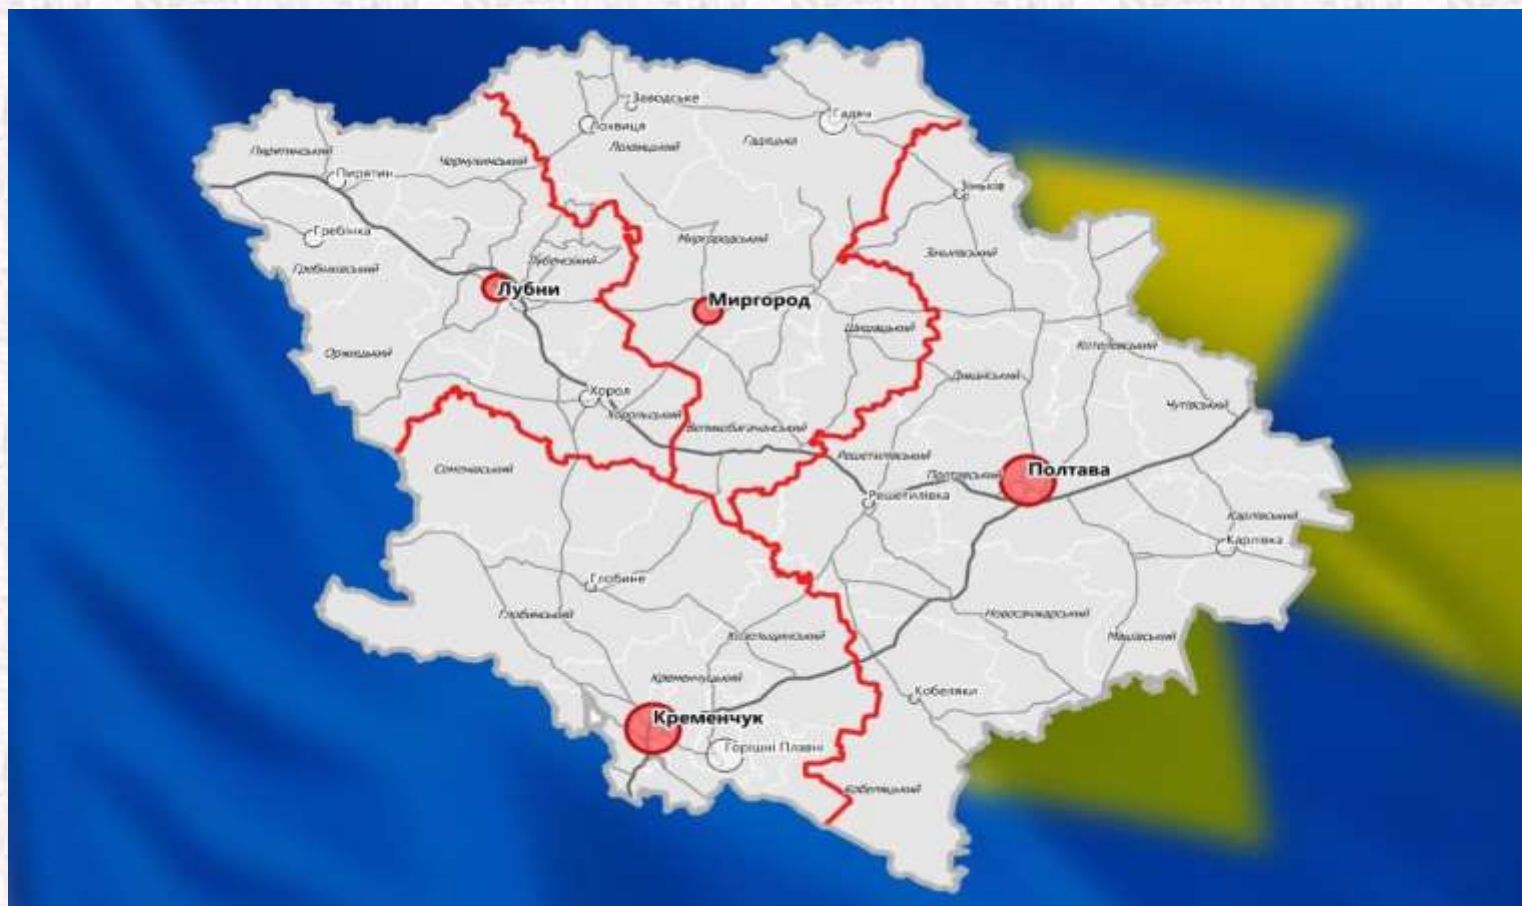 Заводське
Гадяч
Лохвиця
Лохвицький
Гадяцький
Пирятинський
Чорнухинський
Пирятин
Зіньків
Гребінка
Миргородський
Зіньківський
Лубенський
Гребінківський
Лубни
Миргород
Шишацький
Оржицький
Котелевський
Диканський
Хорол
Хорольський
Чутівський
Великобагачанський
Решетилівський
Семенівський
Полтавський
Полтава
Решетилівка
Карлівський
Карлівка
Глобине
Глобинський
Новосанжарський
Козельщинський
Машівський
Кременчуцький
Кобеляки
Кременчук
Горішні Плавні
Кобеляцький